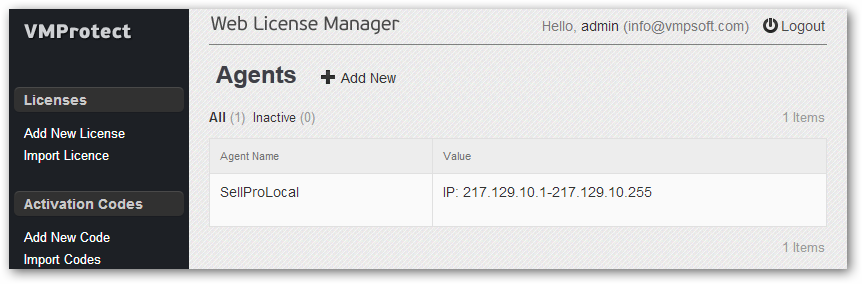 VMProtect
Licenses
Add New License
Import Licence
Activation Codes
Add New Code
Import Codes
Web License Manager
Hello, admin (info@vmpsoft.com) Logout
Agents Add New
All (1) Inactive (0) 1 Items
Agent Name Value
SellProLocal IP: 217.129.10.1-217.129.10.255
1 Items